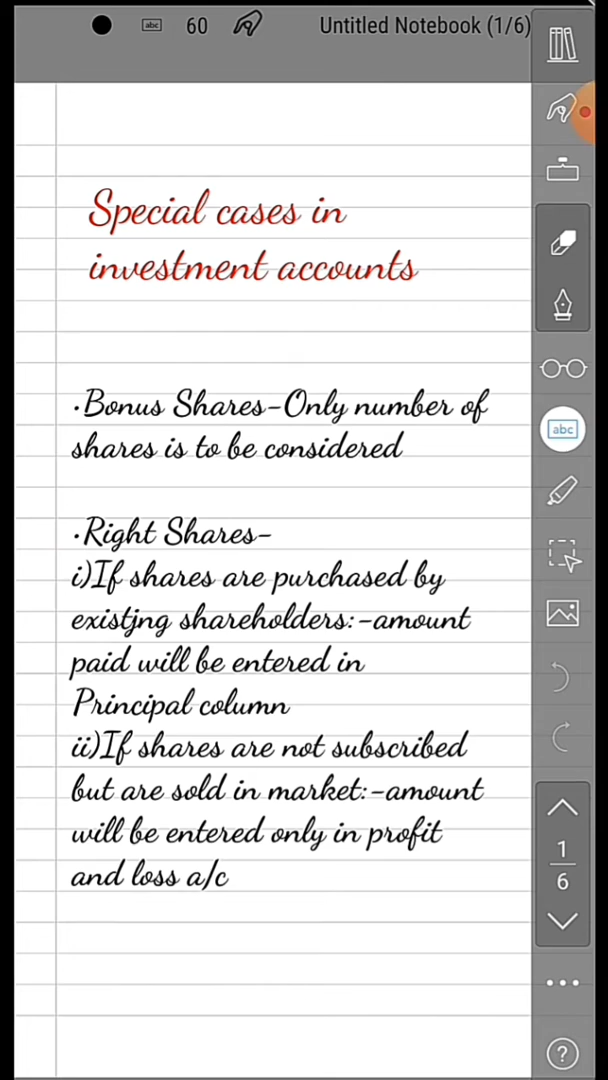 abc 60 Untitled Notebook (1/6)
Special cases in
investment accounts
•Bonus Shares-Only number of
shares is to be considered
•Right Shares-
i)If shares are purchased by
existjng shareholders:-amount
paid will be entered in
Principal column
ii)If shares are not subscribed
but are sold in market:-amount
will be entered only in profit
and loss a/c
abc
1
6
?